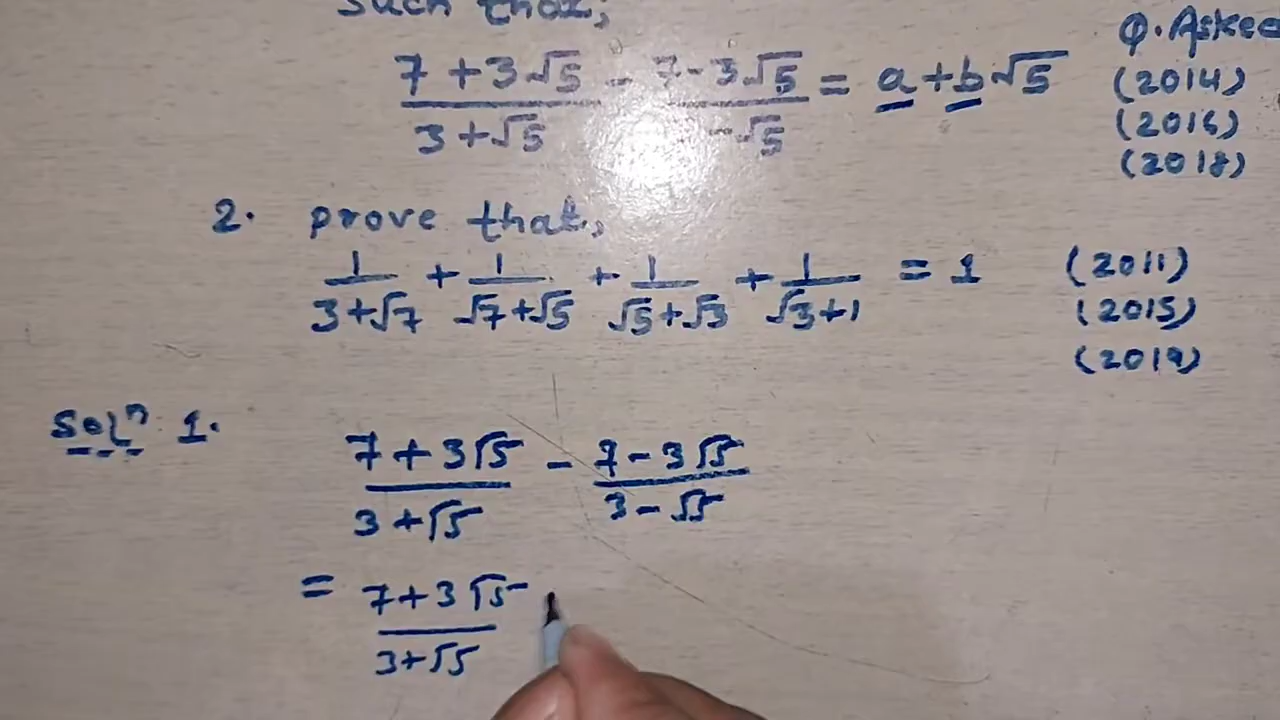 such that,
7+3√5/3+√5 - 7-3√5/-√5 = a+b√5
Q. Asked
(2014)
(2016)
(2018)
2. prove that,
1/3+√7 + 1/√7+√5 + 1/√5+√3 + 1/√3+1 = 1
(2011)
(2015)
(2019)
Solⁿ 1.
7+3√5/3+√5 - 7-3√5/3-√5
= 7+3√5/3+√5